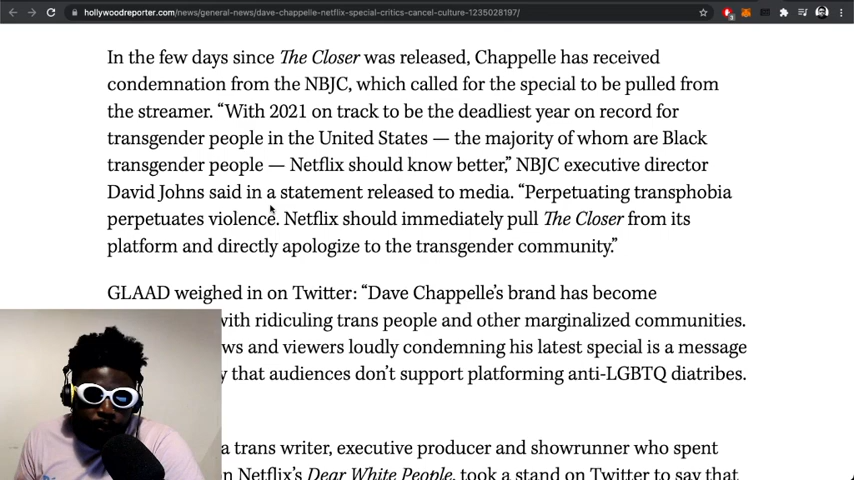 hollywoodreporter.com/news/general-news/dave-chappelle-netflix-special-critics-cancel-culture-1235028197/
In the few days since The Closer was released, Chappelle has received
condemnation from the NBJC, which called for the special to be pulled from
the streamer. “With 2021 on track to be the deadliest year on record for
transgender people in the United States — the majority of whom are Black
transgender people — Netflix should know better,” NBJC executive director
David Johns said in a statement released to media. “Perpetuating transphobia
perpetuates violence. Netflix should immediately pull The Closer from its
platform and directly apologize to the transgender community.”
GLAAD weighed in on Twitter: “Dave Chappelle’s brand has become
with ridiculing trans people and other marginalized communities.
and viewers loudly condemning his latest special is a message
that audiences don’t support platforming anti-LGBTQ diatribes.
a trans writer, executive producer and showrunner who spent
Netflix’s Dear White People, took a stand on Twitter to say that